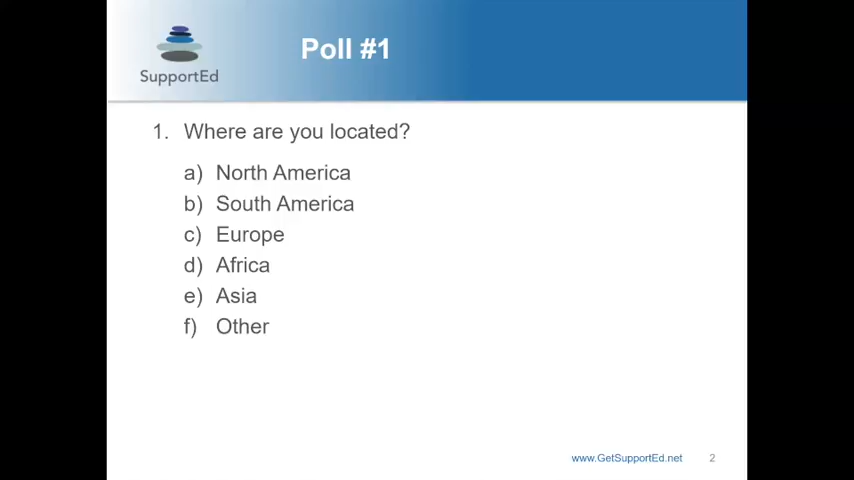 SupportEd
Poll #1
1. Where are you located?
a) North America
b) South America
c) Europe
d) Africa
e) Asia
f) Other
www.GetSupportEd.net 2